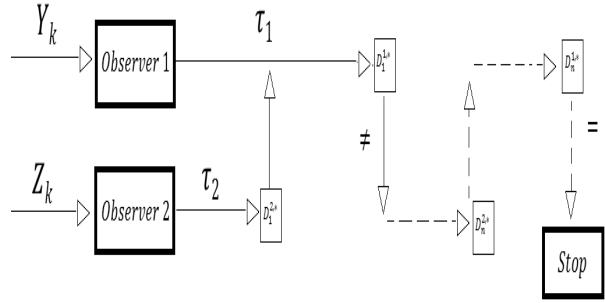 Y_k
Observer 1
τ_1
D_1^{1,*}
≠
D_n^{1,*}
=
Z_k
Observer 2
τ_2
D_1^{2,*}
D_n^{2,*}
Stop